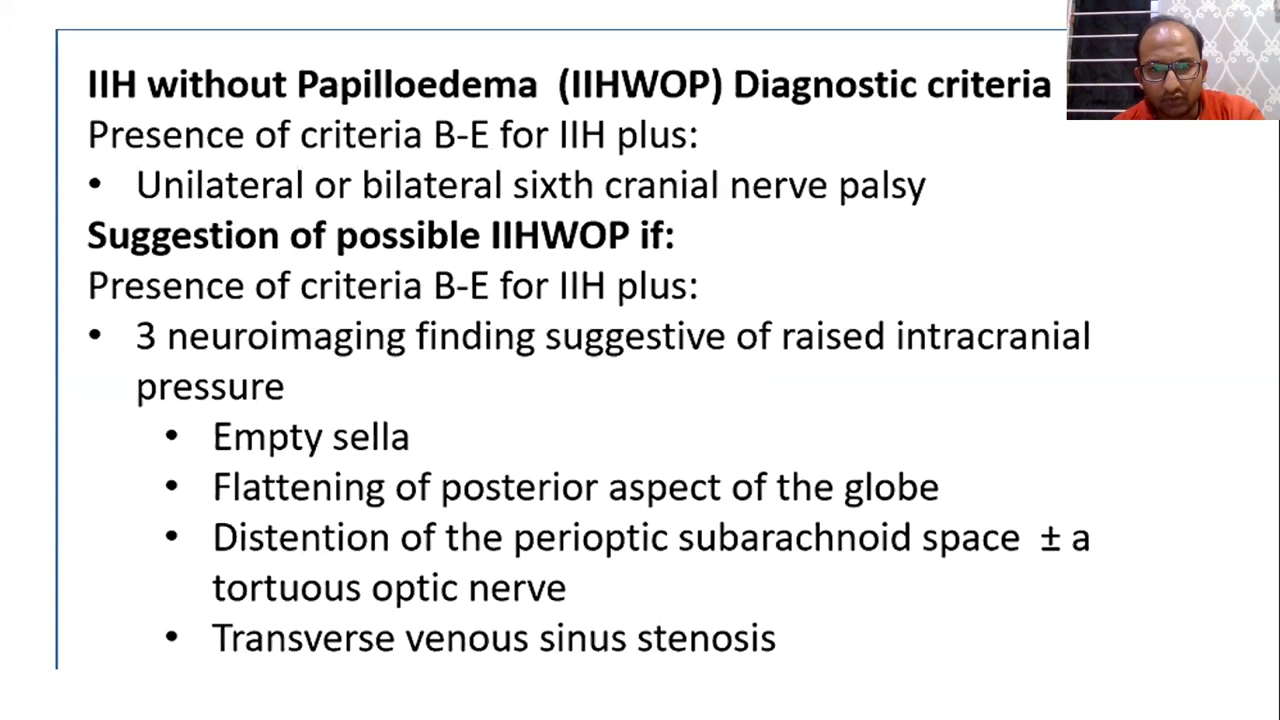 IIH without Papilloedema (IIHWOP) Diagnostic criteria
Presence of criteria B-E for IIH plus:
• Unilateral or bilateral sixth cranial nerve palsy
Suggestion of possible IIHWOP if:
Presence of criteria B-E for IIH plus:
• 3 neuroimaging finding suggestive of raised intracranial
pressure
• Empty sella
• Flattening of posterior aspect of the globe
• Distention of the perioptic subarachnoid space ± a
tortuous optic nerve
• Transverse venous sinus stenosis